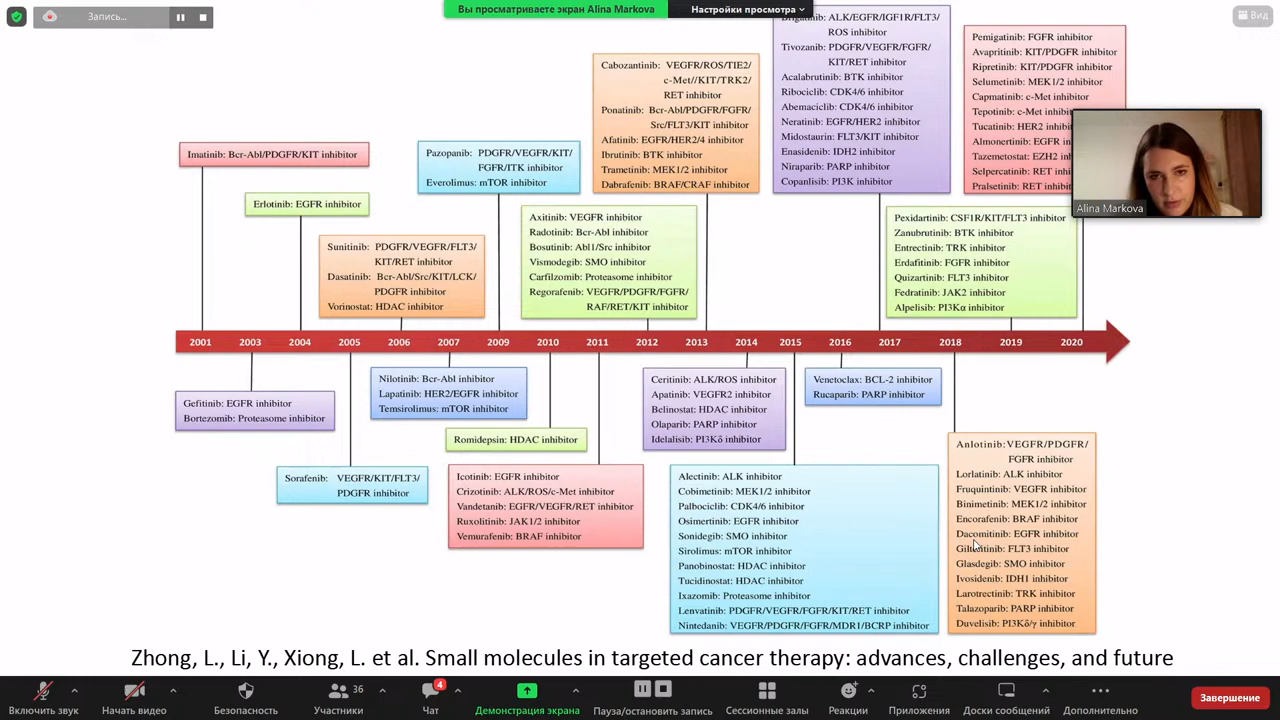 Запись...
Вы просматриваете экран Alina Markova
Настройки просмотра
Вид
Imatinib: Bcr-Abl/PDGFR/KIT inhibitor
Erlotinib: EGFR inhibitor
Sunitinib: PDGFR/VEGFR/FLT3/
KIT/RET inhibitor
Dasatinib: Bcr-Abl/Src/KIT/LCK/
PDGFR inhibitor
Vorinostat: HDAC inhibitor
Pazopanib: PDGFR/VEGFR/KIT/
FGFR/ITK inhibitor
Everolimus: mTOR inhibitor
Axitinib: VEGFR inhibitor
Radotinib: Bcr-Abl inhibitor
Bosutinib: Abl1/Src inhibitor
Vismodegib: SMO inhibitor
Carfilzomib: Proteasome inhibitor
Regorafenib: VEGFR/PDGFR/FGFR/
RAF/RET/KIT inhibitor
Cabozantinib: VEGFR/ROS/TIE2/
c-Met//KIT/TRK2/
RET inhibitor
Ponatinib: Bcr-Abl/PDGFR/FGFR/
Src/FLT3/KIT inhibitor
Afatinib: EGFR/HER2/4 inhibitor
Ibrutinib: BTK inhibitor
Trametinib: MEK1/2 inhibitor
Dabrafenib: BRAF/CRAF inhibitor
Brigatinib: ALK/EGFR/IGF1R/FLT3/
ROS inhibitor
Tivozanib: PDGFR/VEGFR/FGFR/
KIT/RET inhibitor
Acalabrutinib: BTK inhibitor
Ribociclib: CDK4/6 inhibitor
Abemaciclib: CDK4/6 inhibitor
Neratinib: EGFR/HER2 inhibitor
Midostaurin: FLT3/KIT inhibitor
Enasidenib: IDH2 inhibitor
Niraparib: PARP inhibitor
Copanlisib: PI3K inhibitor
Pemigatinib: FGFR inhibitor
Avapritinib: KIT/PDGFR inhibitor
Ripretinib: KIT/PDGFR inhibitor
Selumetinib: MEK1/2 inhibitor
Capmatinib: c-Met inhibitor
Tepotinib: c-Met
Tucatinib: HER2
Almonertinib: EGFR in
Tazemetostat: EZH2
Selpercatinib: RET inhi
Pralsetinib: RET
Alina Markova
Pexidartinib: CSF1R/KIT/FLT3 inhibitor
Zanubrutinib: BTK inhibitor
Entrectinib: TRK inhibitor
Erdafitinib: FGFR inhibitor
Quizartinib: FLT3 inhibitor
Fedratinib: JAK2 inhibitor
Alpelisib: PI3Kα inhibitor
2001 2003 2004 2005 2006 2007 2009 2010 2011 2012 2013 2014 2015 2016 2017 2018 2019 2020
Gefitinib: EGFR inhibitor
Bortezomib: Proteasome inhibitor
Sorafenib: VEGFR/KIT/FLT3/
PDGFR inhibitor
Nilotinib: Bcr-Abl inhibitor
Lapatinib: HER2/EGFR inhibitor
Temsirolimus: mTOR inhibitor
Romidepsin: HDAC inhibitor
Icotinib: EGFR inhibitor
Crizotinib: ALK/ROS/c-Met inhibitor
Vandetanib: EGFR/VEGFR/RET inhibitor
Ruxolitinib: JAK1/2 inhibitor
Vemurafenib: BRAF inhibitor
Ceritinib: ALK/ROS inhibitor
Apatinib: VEGFR2 inhibitor
Belinostat: HDAC inhibitor
Olaparib: PARP inhibitor
Idelalisib: PI3Kδ inhibitor
Alectinib: ALK inhibitor
Cobimetinib: MEK1/2 inhibitor
Palbociclib: CDK4/6 inhibitor
Osimertinib: EGFR inhibitor
Sonidegib: SMO inhibitor
Sirolimus: mTOR inhibitor
Panobinostat: HDAC inhibitor
Tucidinostat: HDAC inhibitor
Ixazomib: Proteasome inhibitor
Lenvatinib: PDGFR/VEGFR/FGFR/KIT/RET inhibitor
Nintedanib: VEGFR/PDGFR/FGFR/MDR1/BCRP inhibitor
Venetoclax: BCL-2 inhibitor
Rucaparib: PARP inhibitor
Anlotinib:VEGFR/PDGFR/
FGFR inhibitor
Lorlatinib: ALK inhibitor
Fruquintinib: VEGFR inhibitor
Binimetinib: MEK1/2 inhibitor
Encorafenib: BRAF inhibitor
Dacomitinib: EGFR inhibitor
Gilteritinib: FLT3 inhibitor
Glasdegib: SMO inhibitor
Ivosidenib: IDH1 inhibitor
Larotrectinib: TRK inhibitor
Talazoparib: PARP inhibitor
Duvelisib: PI3Kδ/γ inhibitor
Zhong, L., Li, Y., Xiong, L. et al. Small molecules in targeted cancer therapy: advances, challenges, and future
36
4
Включить звук
Начать видео
Безопасность
Участники
Чат
Демонстрация экрана
Пауза/остановить запись
Сессионные залы
Реакции
Приложения
Доски сообщений
Дополнительно
Завершение